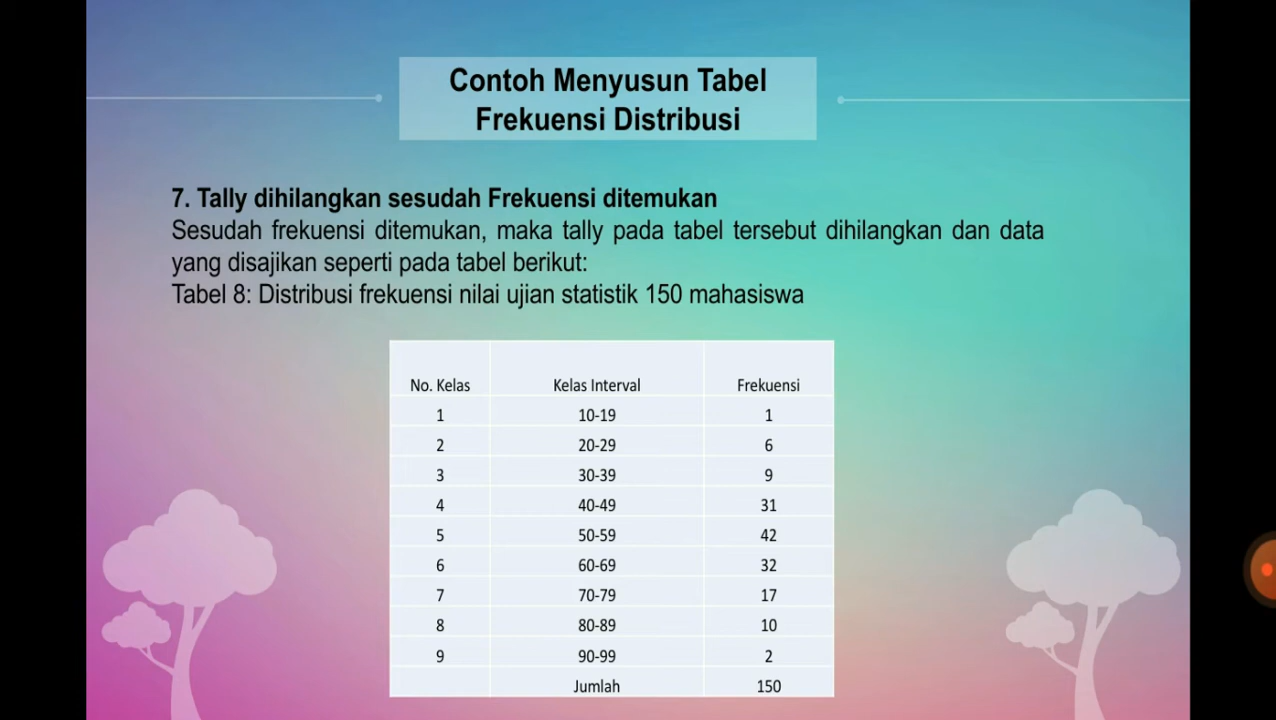 Contoh Menyusun Tabel
Frekuensi Distribusi
7. Tally dihilangkan sesudah Frekuensi ditemukan
Sesudah frekuensi ditemukan, maka tally pada tabel tersebut dihilangkan dan data
yang disajikan seperti pada tabel berikut:
Tabel 8: Distribusi frekuensi nilai ujian statistik 150 mahasiswa
No. Kelas Kelas Interval Frekuensi
1 10-19 1
2 20-29 6
3 30-39 9
4 40-49 31
5 50-59 42
6 60-69 32
7 70-79 17
8 80-89 10
9 90-99 2
Jumlah 150